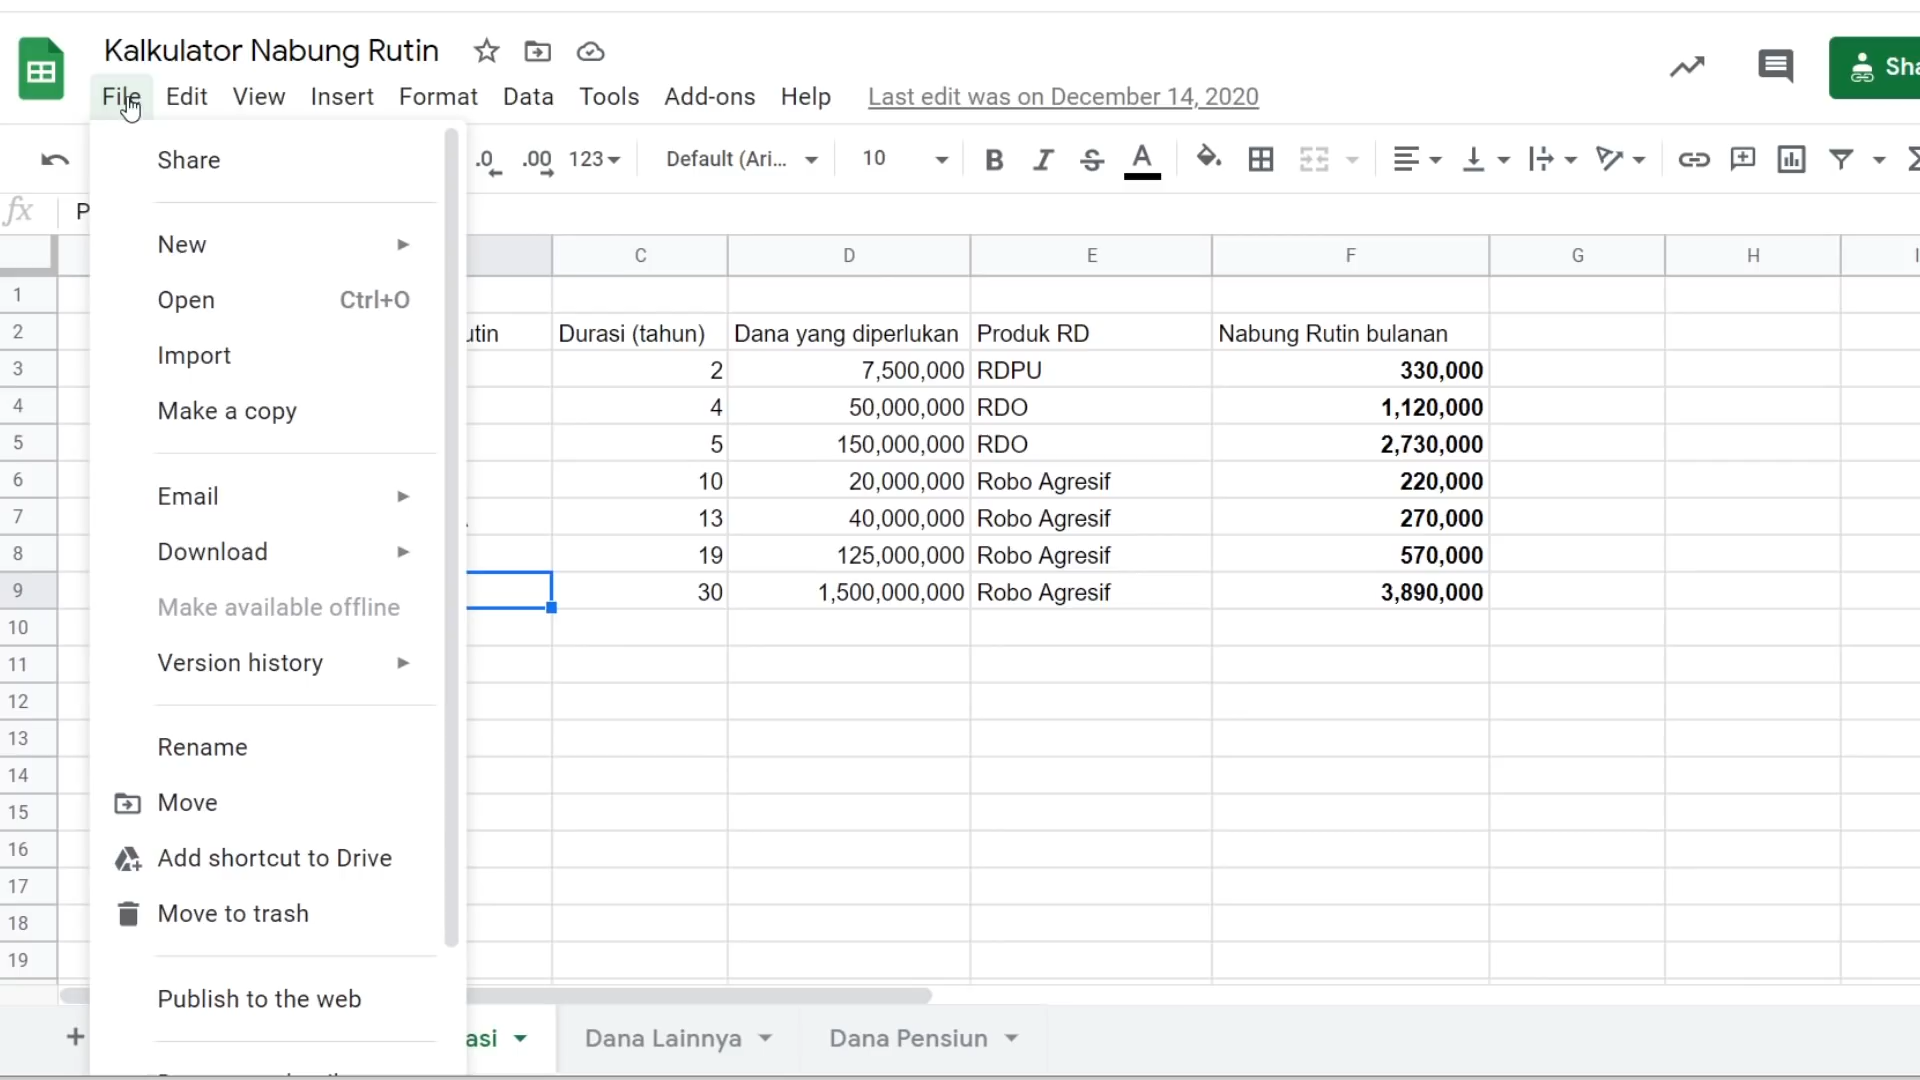 Kalkulator Nabung Rutin
File Edit View Insert Format Data Tools Add-ons Help Last edit was on December 14, 2020
.0 .00 123 Default (Ari... 10 B I S A
fx P
Share
New
Open Ctrl+O
Import
Make a copy
Email
Download
Make available offline
Version history
Rename
Move
Add shortcut to Drive
Move to trash
Publish to the web
C D E F G H I
1
2 utin Durasi (tahun) Dana yang diperlukan Produk RD Nabung Rutin bulanan
3 2 7,500,000 RDPU 330,000
4 4 50,000,000 RDO 1,120,000
5 5 150,000,000 RDO 2,730,000
6 10 20,000,000 Robo Agresif 220,000
7 13 40,000,000 Robo Agresif 270,000
8 19 125,000,000 Robo Agresif 570,000
9 30 1,500,000,000 Robo Agresif 3,890,000
10
11
12
13
14
15
16
17
18
19
+ asi Dana Lainnya Dana Pensiun